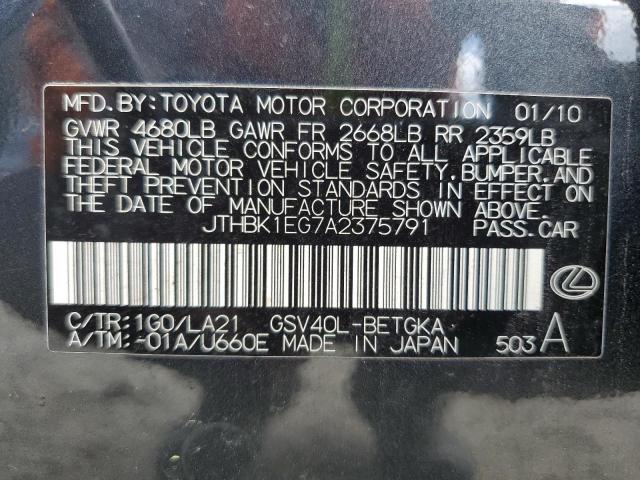 MFD. BY: TOYOTA MOTOR CORPORATION 01/10
GVWR 4680LB GAWR FR 2668LB RR 2359LB
THIS VEHICLE CONFORMS TO ALL APPLICABLE
FEDERAL MOTOR VEHICLE SAFETY, BUMPER, AND
THEFT PREVENTION STANDARDS IN EFFECT ON
THE DATE OF MANUFACTURE SHOWN ABOVE.
JTHBK1EG7A2375791 PASS.CAR
C/TR:1G0/LA21 GSV40L-BETGKA
A/TM:-01A/U660E MADE IN JAPAN 503A